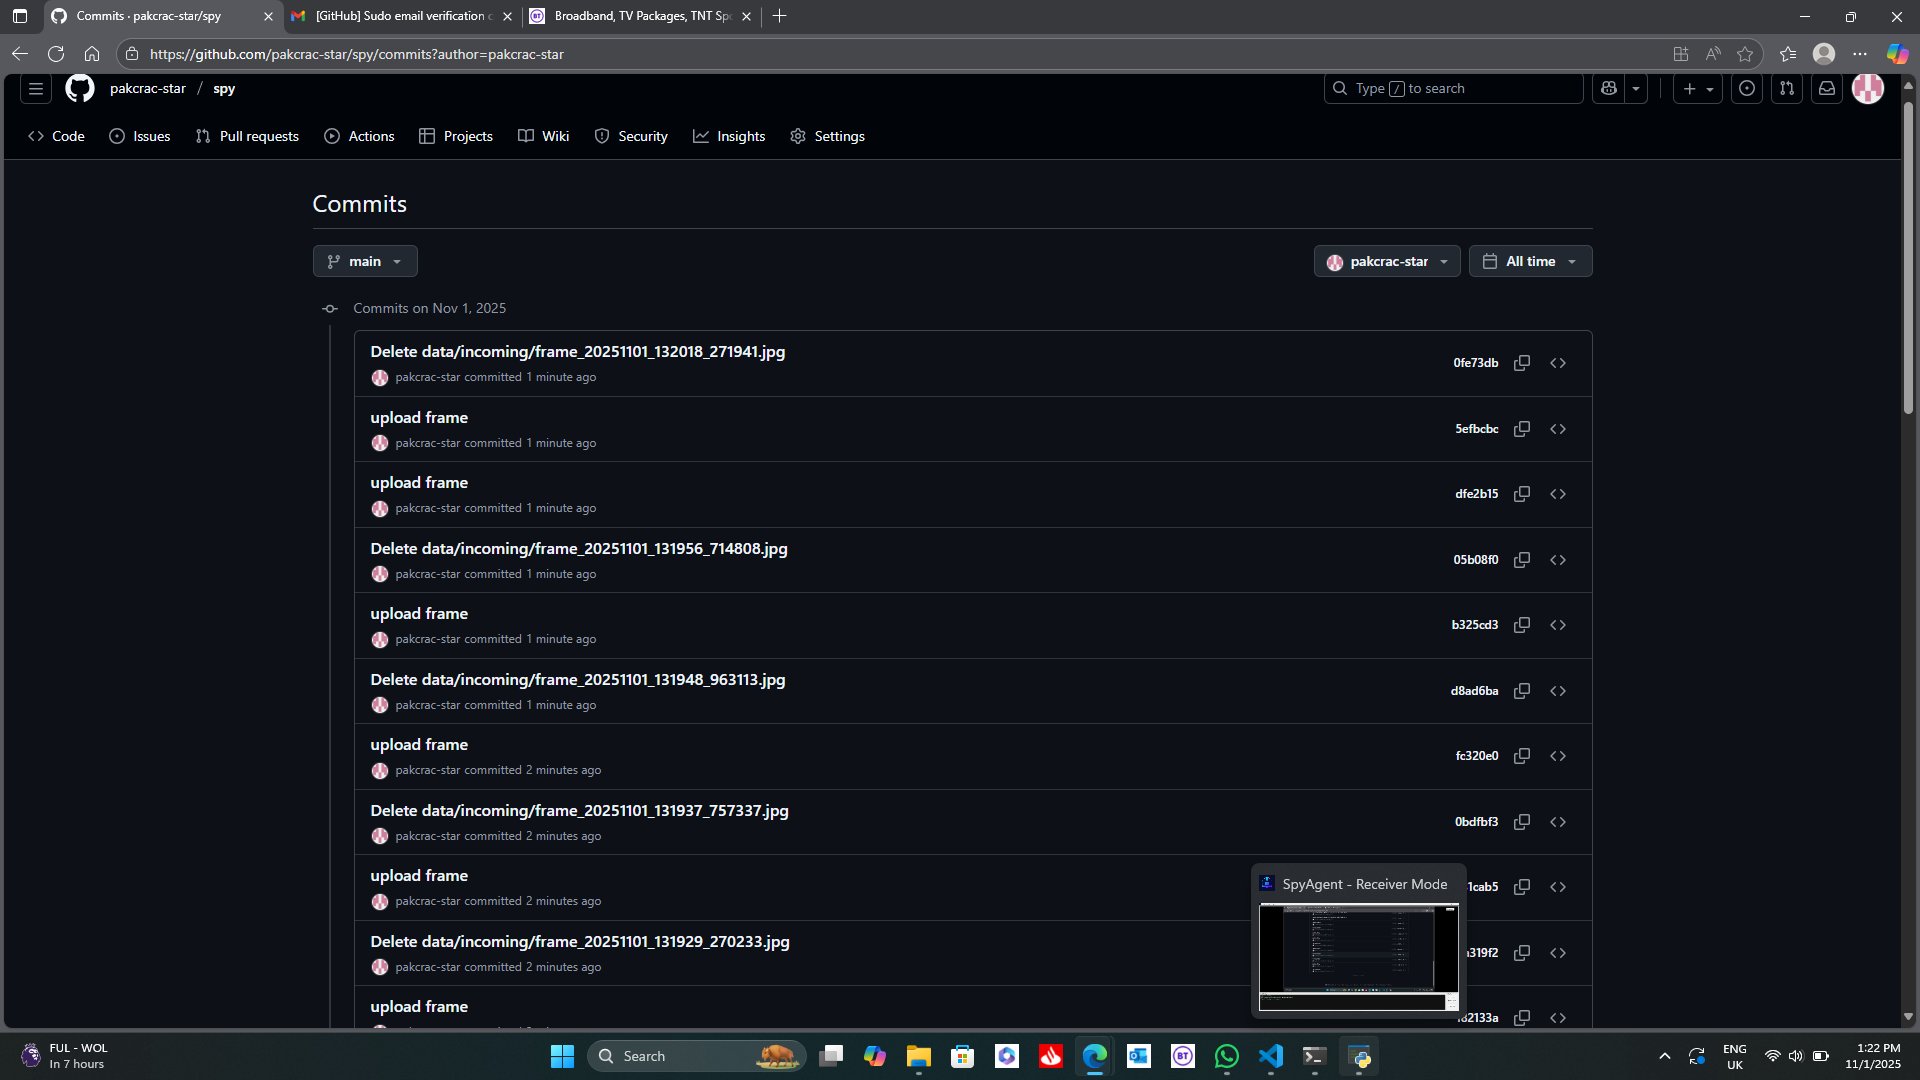 Commits · pakcrac-star/spy
[GitHub] Sudo email verification c
Broadband, TV Packages, TNT Spo
https://github.com/pakcrac-star/spy/commits?author=pakcrac-star
pakcrac-star / spy
Type / to search
Code
Issues
Pull requests
Actions
Projects
Wiki
Security
Insights
Settings
Commits
main
pakcrac-star
All time
Commits on Nov 1, 2025
Delete data/incoming/frame_20251101_132018_271941.jpg
pakcrac-star committed 1 minute ago
0fe73db
upload frame
pakcrac-star committed 1 minute ago
5efbcbc
upload frame
pakcrac-star committed 1 minute ago
dfe2b15
Delete data/incoming/frame_20251101_131956_714808.jpg
pakcrac-star committed 1 minute ago
05b08f0
upload frame
pakcrac-star committed 1 minute ago
b325cd3
Delete data/incoming/frame_20251101_131948_963113.jpg
pakcrac-star committed 1 minute ago
d8ad6ba
upload frame
pakcrac-star committed 2 minutes ago
fc320e0
Delete data/incoming/frame_20251101_131937_757337.jpg
pakcrac-star committed 2 minutes ago
0bdfbf3
upload frame
pakcrac-star committed 2 minutes ago
1cab5
Delete data/incoming/frame_20251101_131929_270233.jpg
pakcrac-star committed 2 minutes ago
319f2
upload frame
82133a
SpyAgent - Receiver Mode
FUL - WOL
In 7 hours
Search
BT
ENG
UK
1:22 PM
11/1/2025